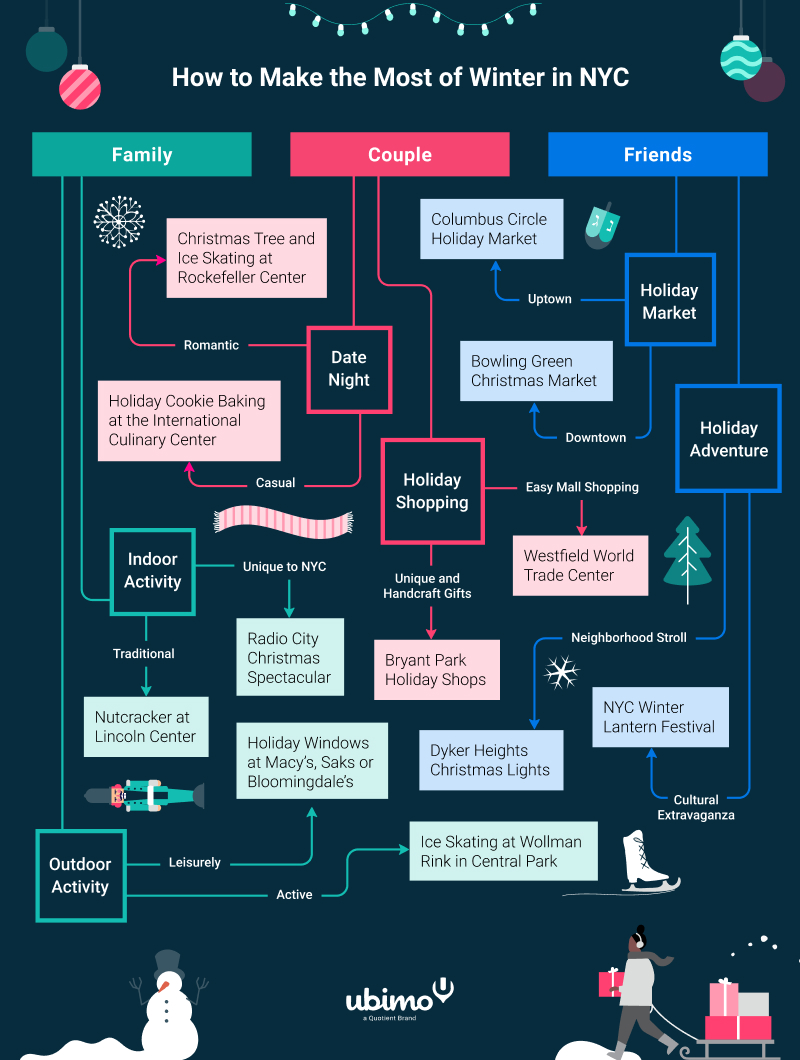 How to Make the Most of Winter in NYC
Family
Couple
Friends
Columbus Circle
Holiday Market
Christmas Tree and
Ice Skating at
Rockefeller Center
Uptown
Holiday
Market
Romantic
Date
Night
Bowling Green
Christmas Market
Holiday Cookie Baking
at the International
Culinary Center
Downtown
Holiday
Adventure
Casual
Holiday
Shopping
Easy Mall Shopping
Indoor
Activity
Unique to NYC
Westfield World
Trade Center
Unique and
Handcraft Gifts
Traditional
Radio City
Christmas
Spectacular
Neighborhood Stroll
Bryant Park
Holiday Shops
Nutcracker at
Lincoln Center
NYC Winter
Lantern Festival
Holiday Windows
at Macy's, Saks or
Bloomingdale's
Dyker Heights
Christmas Lights
Cultural
Extravaganza
Outdoor
Activity
Leisurely
Ice Skating at Wollman
Rink in Central Park
Active
ubimo
a Quotient Brand